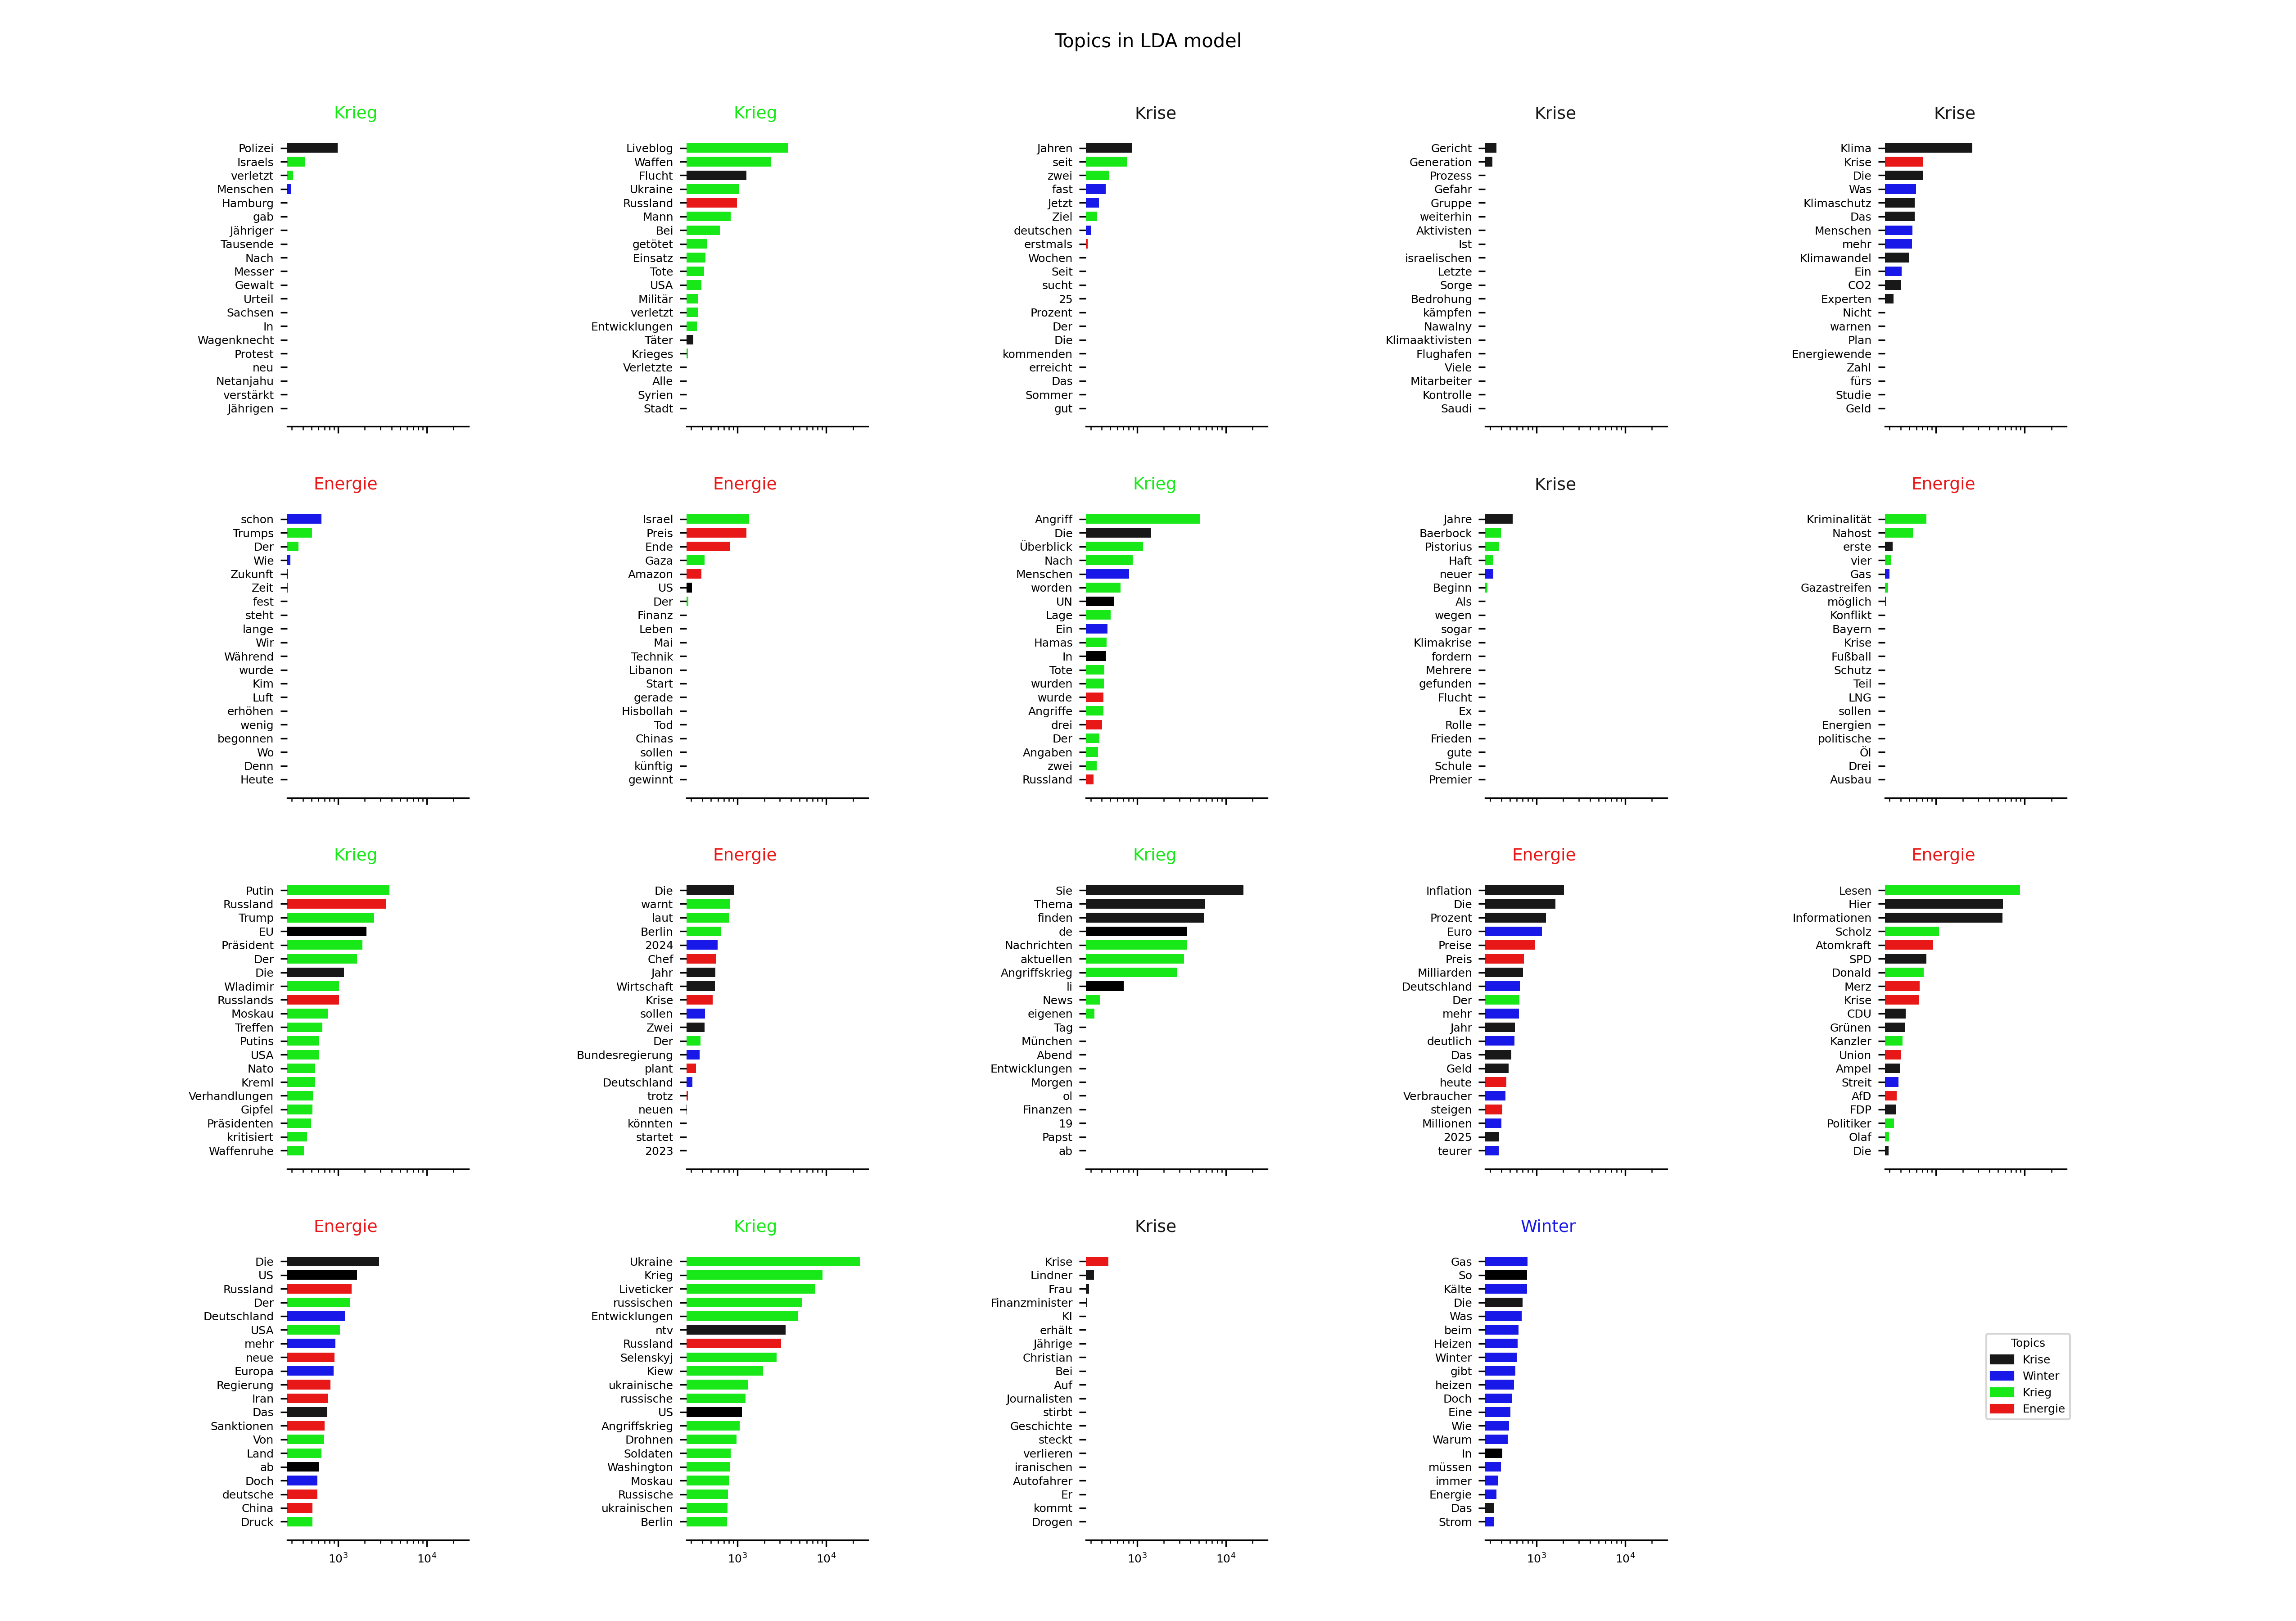 Topics in LDA model
Krieg
Polizei
Israels
verletzt
Menschen
Hamburg
gab
Jähriger
Tausende
Nach
Messer
Gewalt
Urteil
Sachsen
In
Wagenknecht
Protest
neu
Netanjahu
verstärkt
Jährigen
Krieg
Liveblog
Waffen
Flucht
Ukraine
Russland
Mann
Bei
getötet
Einsatz
Tote
USA
Militär
verletzt
Entwicklungen
Täter
Krieges
Verletzte
Alle
Syrien
Stadt
Krise
Jahren
seit
zwei
fast
Jetzt
Ziel
deutschen
erstmals
Wochen
Seit
sucht
25
Prozent
Der
Die
kommenden
erreicht
Das
Sommer
gut
Krise
Gericht
Generation
Prozess
Gefahr
Gruppe
weiterhin
Aktivisten
Ist
israelischen
Letzte
Sorge
Bedrohung
kämpfen
Nawalny
Klimaaktivisten
Flughafen
Viele
Mitarbeiter
Kontrolle
Saudi
Krise
Klima
Krise
Die
Was
Klimaschutz
Das
Menschen
mehr
Klimawandel
Ein
CO2
Experten
Nicht
warnen
Plan
Energiewende
Zahl
fürs
Studie
Geld
Energie
schon
Trumps
Der
Wie
Zukunft
Zeit
fest
steht
lange
Wir
Während
wurde
Kim
Luft
erhöhen
wenig
begonnen
Wo
Denn
Heute
Energie
Israel
Preis
Ende
Gaza
Amazon
US
Der
Finanz
Leben
Mai
Technik
Libanon
Start
gerade
Hisbollah
Tod
Chinas
sollen
künftig
gewinnt
Krieg
Angriff
Die
Überblick
Nach
Menschen
worden
UN
Lage
Ein
Hamas
In
Tote
wurden
wurde
Angriffe
drei
Der
Angaben
zwei
Russland
Krise
Jahre
Baerbock
Pistorius
Haft
neuer
Beginn
Als
wegen
sogar
Klimakrise
fordern
Mehrere
gefunden
Flucht
Ex
Rolle
Frieden
gute
Schule
Premier
Energie
Kriminalität
Nahost
erste
vier
Gas
Gazastreifen
möglich
Konflikt
Bayern
Krise
Fußball
Schutz
Teil
LNG
sollen
Energien
politische
Öl
Drei
Ausbau
Krieg
Putin
Russland
Trump
EU
Präsident
Der
Die
Wladimir
Russlands
Moskau
Treffen
Putins
USA
Nato
Kreml
Verhandlungen
Gipfel
Präsidenten
kritisiert
Waffenruhe
Energie
Die
warnt
laut
Berlin
2024
Chef
Jahr
Wirtschaft
Krise
sollen
Zwei
Der
Bundesregierung
plant
Deutschland
trotz
neuen
könnten
startet
2023
Krieg
Sie
Thema
finden
de
Nachrichten
aktuellen
Angriffskrieg
li
News
eigenen
Tag
München
Abend
Entwicklungen
Morgen
ol
Finanzen
19
Papst
ab
Energie
Inflation
Die
Prozent
Euro
Preise
Preis
Milliarden
Deutschland
Der
mehr
Jahr
deutlich
Das
Geld
heute
Verbraucher
steigen
Millionen
2025
teurer
Energie
Lesen
Hier
Informationen
Scholz
Atomkraft
SPD
Donald
Merz
Krise
CDU
Grünen
Kanzler
Union
Ampel
Streit
AfD
FDP
Politiker
Olaf
Die
Energie
Die
US
Russland
Der
Deutschland
USA
mehr
neue
Europa
Regierung
Iran
Das
Sanktionen
Von
Land
ab
Doch
deutsche
China
Druck
10³ 10⁴
Krieg
Ukraine
Krieg
Liveticker
russischen
Entwicklungen
ntv
Russland
Selenskyj
Kiew
ukrainische
russische
US
Angriffskrieg
Drohnen
Soldaten
Washington
Moskau
Russische
ukrainischen
Berlin
10³ 10⁴
Krise
Krise
Lindner
Frau
Finanzminister
KI
erhält
Jährige
Christian
Bei
Auf
Journalisten
stirbt
Geschichte
steckt
verlieren
iranischen
Autofahrer
Er
kommt
Drogen
10³ 10⁴
Winter
Gas
So
Kälte
Die
Was
beim
Heizen
Winter
gibt
heizen
Doch
Eine
Wie
Warum
In
müssen
immer
Energie
Das
Strom
10³ 10⁴
Topics
Krise
Winter
Krieg
Energie